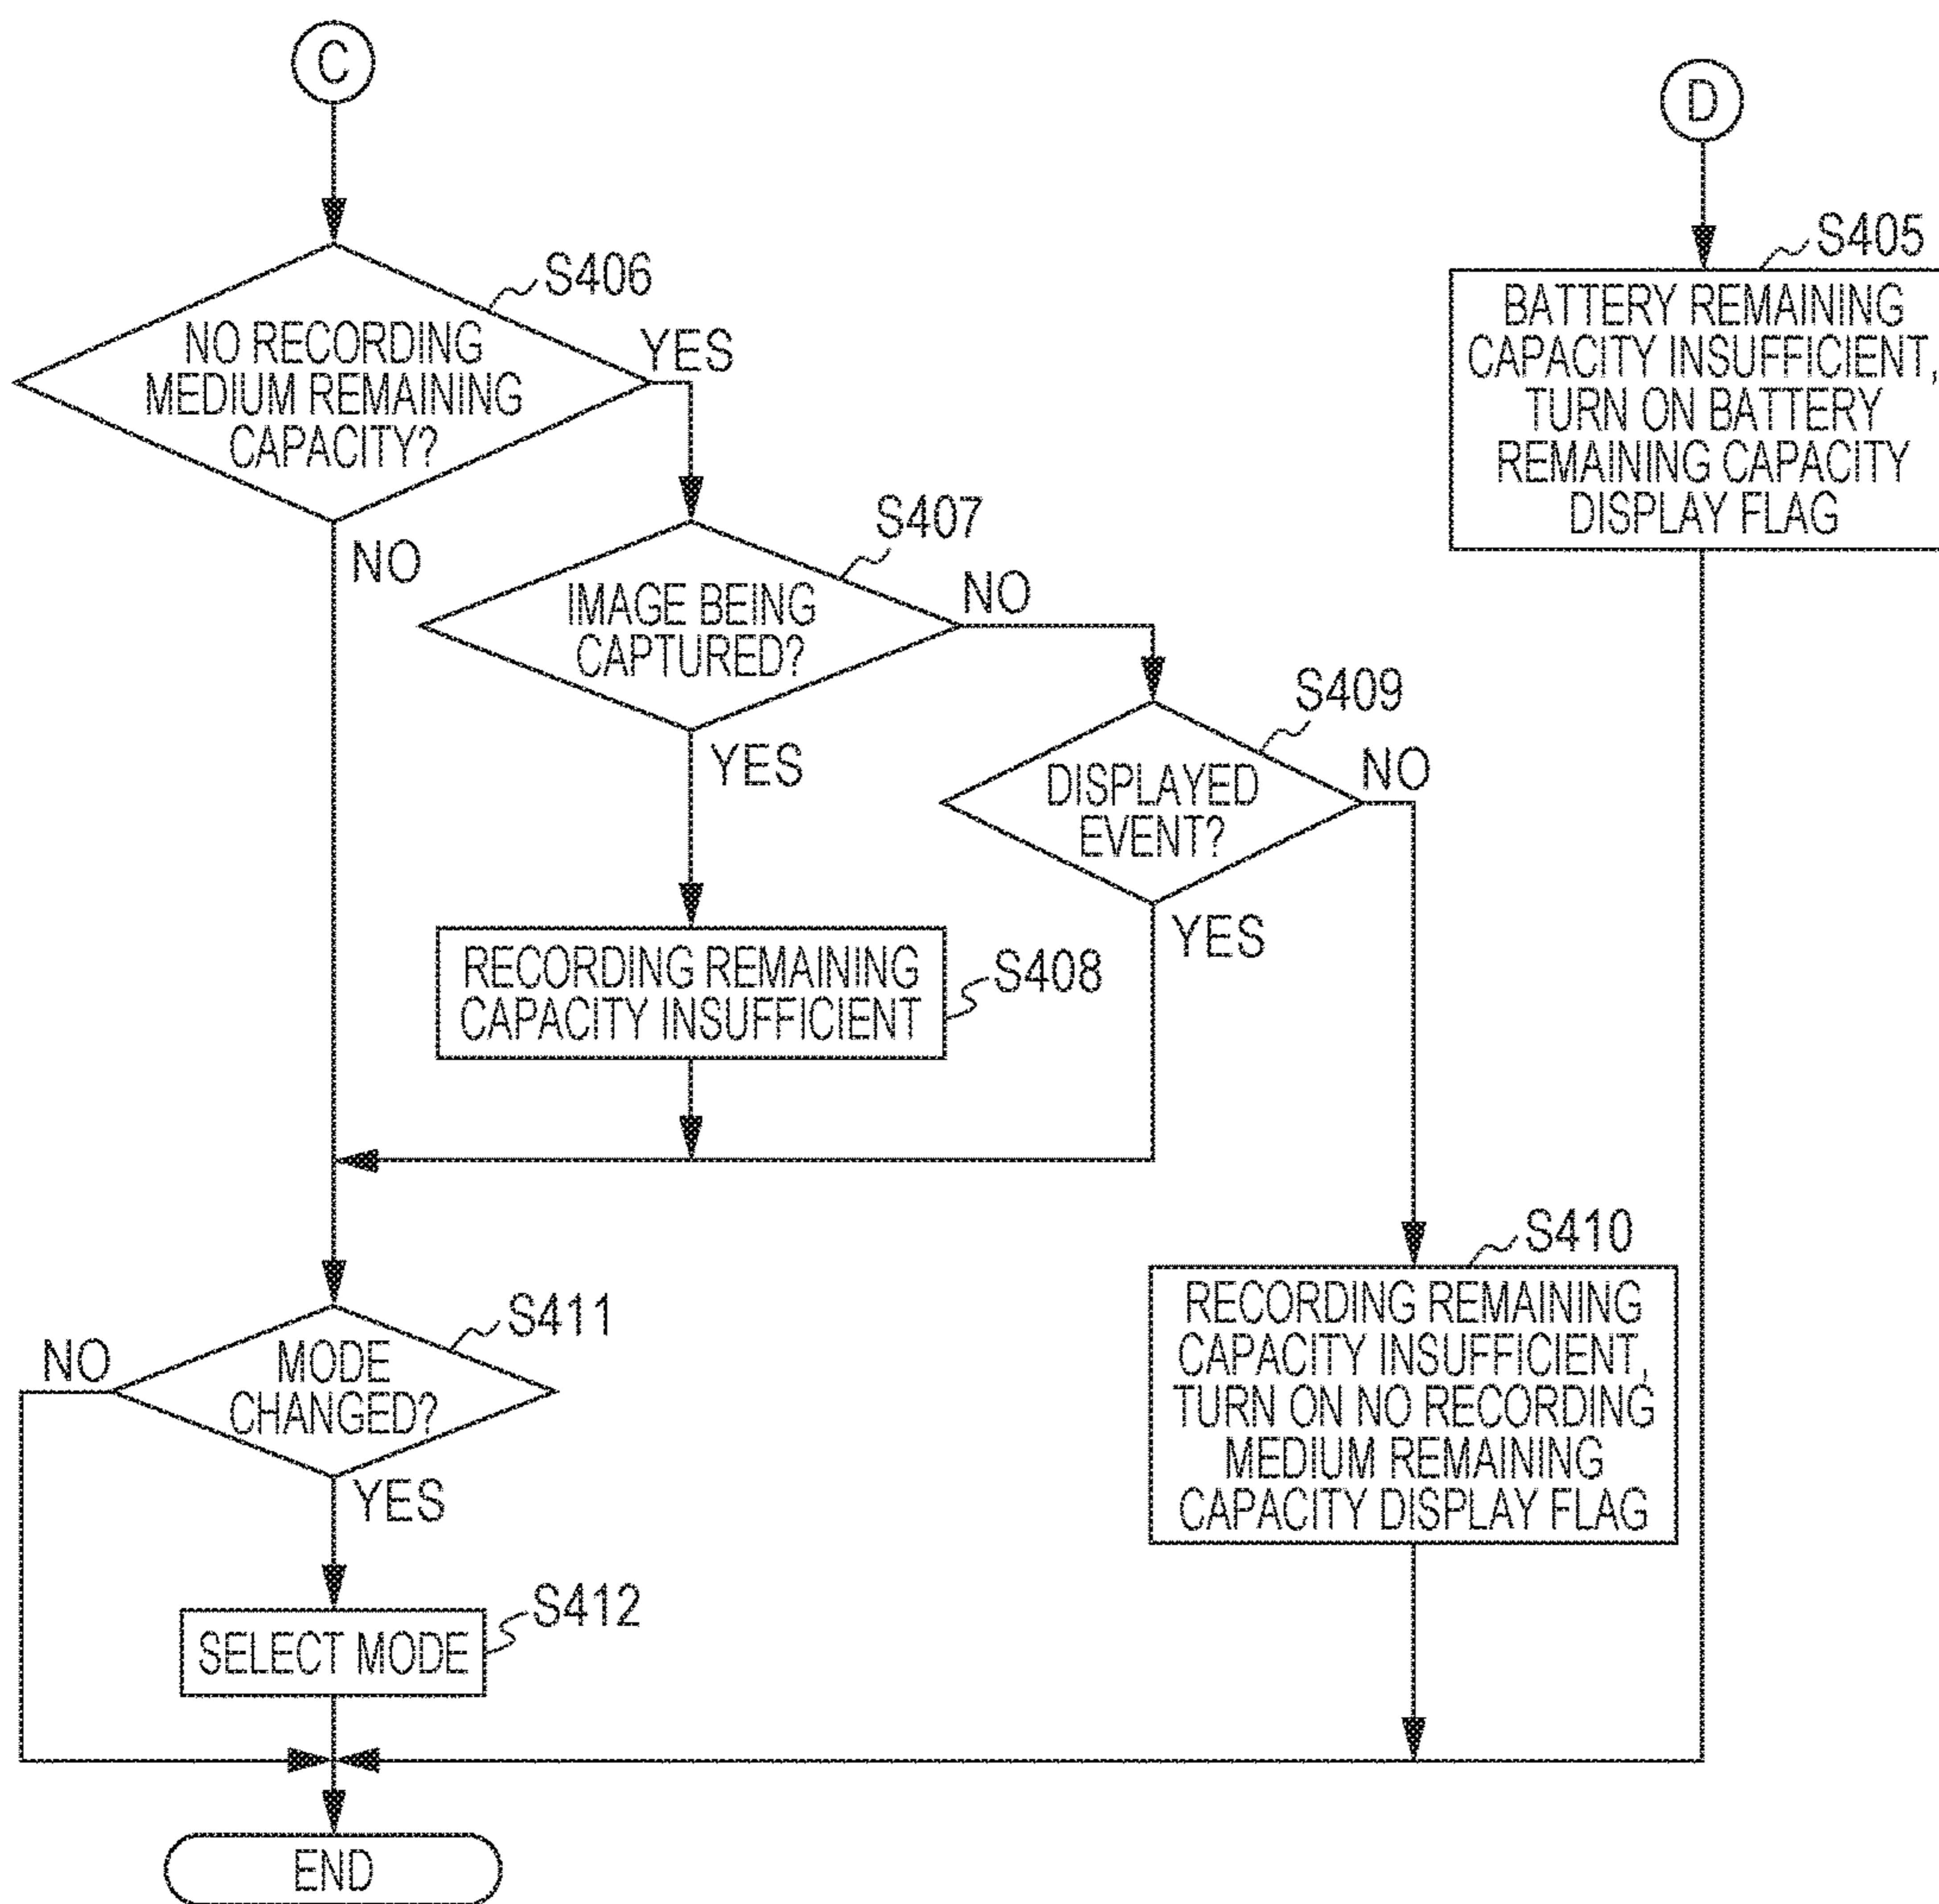 C
D
S405
BATTERY REMAINING
CAPACITY INSUFFICIENT,
TURN ON BATTERY
REMAINING CAPACITY
DISPLAY FLAG
S406
NO RECORDING
MEDIUM REMAINING
CAPACITY?
YES
NO
S407
IMAGE BEING
CAPTURED?
NO
YES
S409
DISPLAYED
EVENT?
NO
YES
S408
RECORDING REMAINING
CAPACITY INSUFFICIENT
S410
RECORDING REMAINING
CAPACITY INSUFFICIENT,
TURN ON NO RECORDING
MEDIUM REMAINING
CAPACITY DISPLAY FLAG
S411
MODE
CHANGED?
NO
YES
S412
SELECT MODE
END